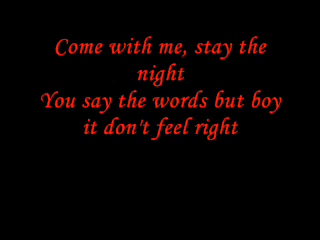 Come with me, stay the
night
You say the words but boy
it don't feel right